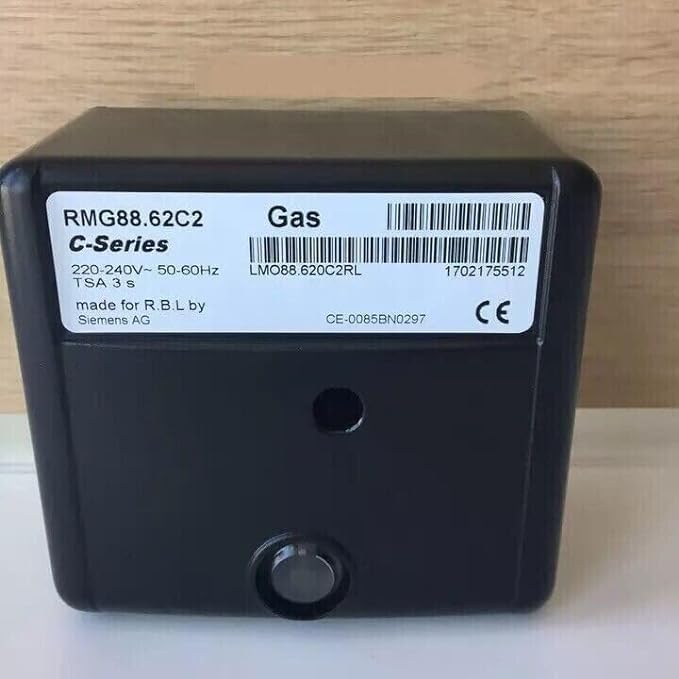 RMG88.62C2 Gas
C-Series
220-240V~ 50-60Hz LMO88.620C2RL 1702175512
TSA 3 s
made for R.B.L by
Siemens AG CE-0085BN0297 CE